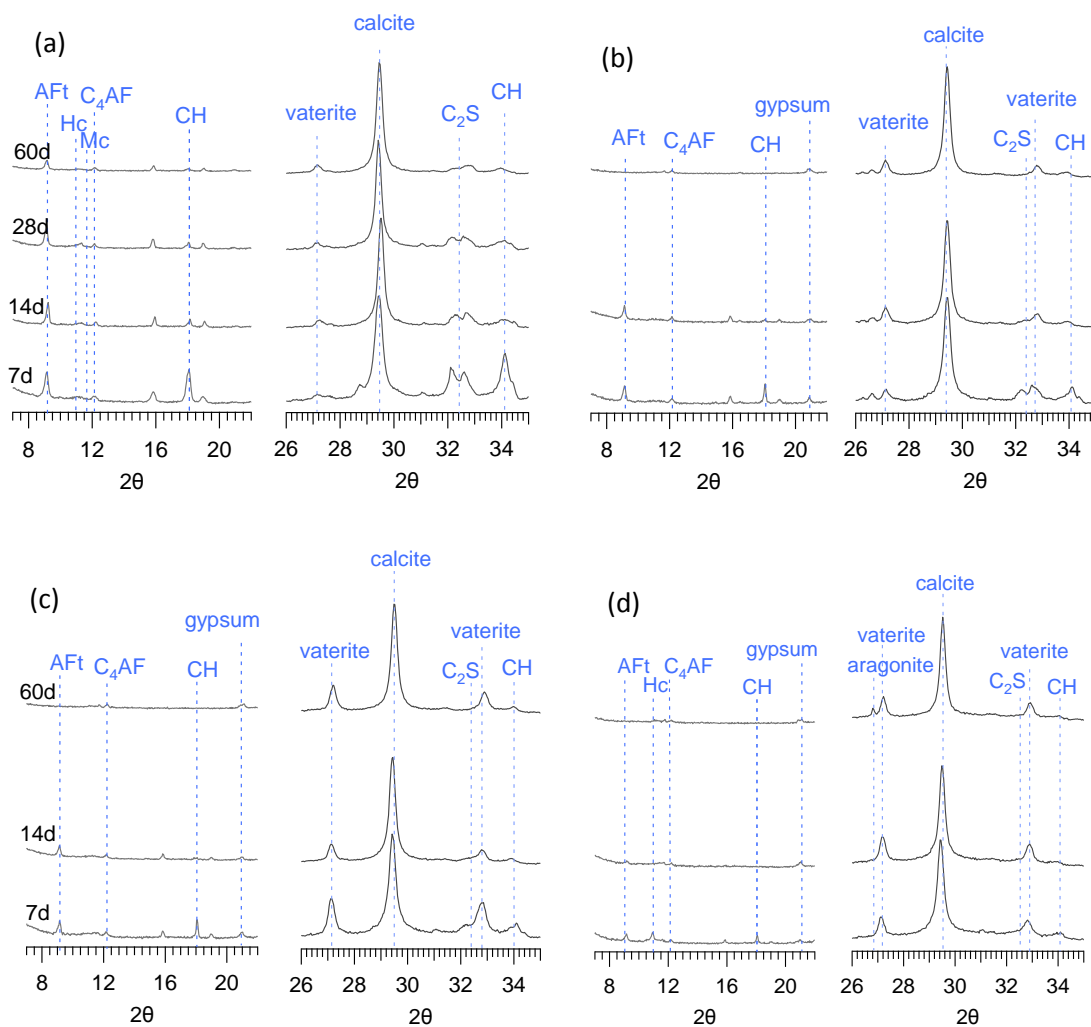 (a)
calcite
AFt
C₄AF
Hc
Mc
CH
vaterite
C₂S
CH
60d
28d
14d
7d
8 12 16 20
2θ
26 28 30 32 34
2θ
(b)
calcite
gypsum
AFt
C₄AF
CH
vaterite
vaterite
C₂S
CH
8 12 16 20
2θ
26 28 30 32 34
2θ
(c)
calcite
gypsum
AFt
C₄AF
CH
vaterite
vaterite
C₂S
CH
60d
14d
7d
8 12 16 20
2θ
26 28 30 32 34
2θ
(d)
calcite
gypsum
AFt
Hc
C₄AF
CH
vaterite
aragonite
vaterite
C₂S
CH
8 12 16 20
2θ
26 28 30 32 34
2θ